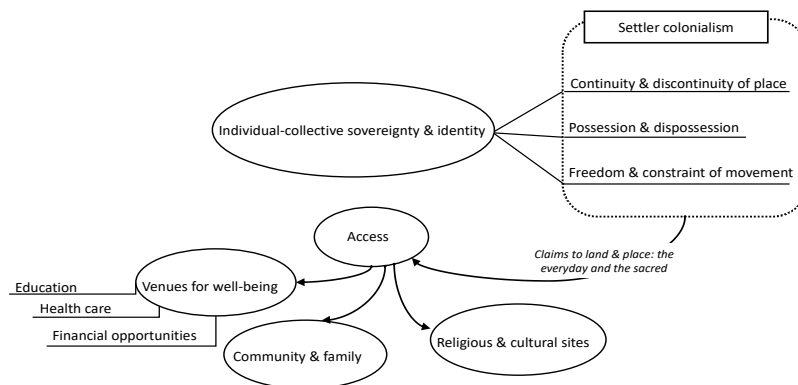 Settler colonialism
Continuity & discontinuity of place
Individual-collective sovereignty & identity
Possession & dispossession
Freedom & constraint of movement
Access
Claims to land & place: the
everyday and the sacred
Venues for well-being
Education
Health care
Financial opportunities
Community & family
Religious & cultural sites